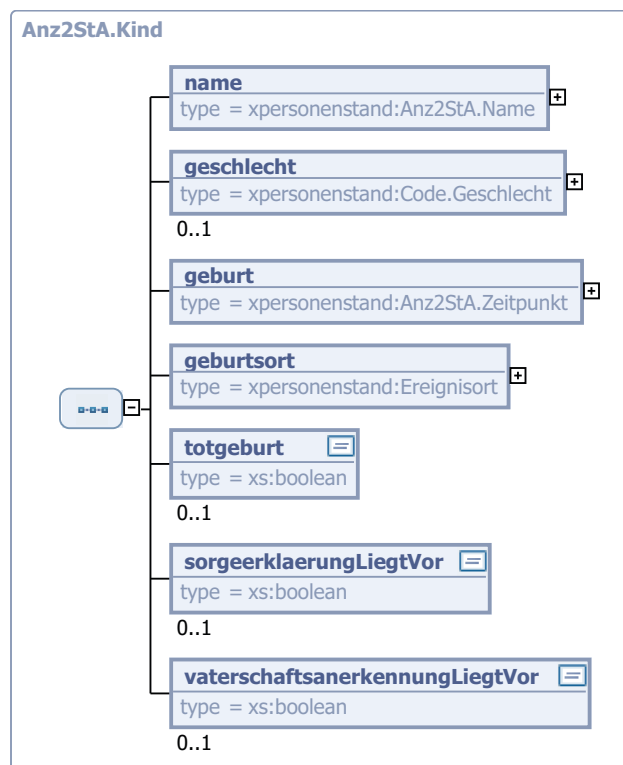 Anz2StA.Kind
name
type = xpersonenstand:Anz2StA.Name
geschlecht
type = xpersonenstand:Code.Geschlecht
0..1
geburt
type = xpersonenstand:Anz2StA.Zeitpunkt
geburtsort
type = xpersonenstand:Ereignisort
totgeburt
type = xs:boolean
0..1
sorgeerklaerungLiegtVor
type = xs:boolean
0..1
vaterschaftsanerkennungLiegtVor
type = xs:boolean
0..1